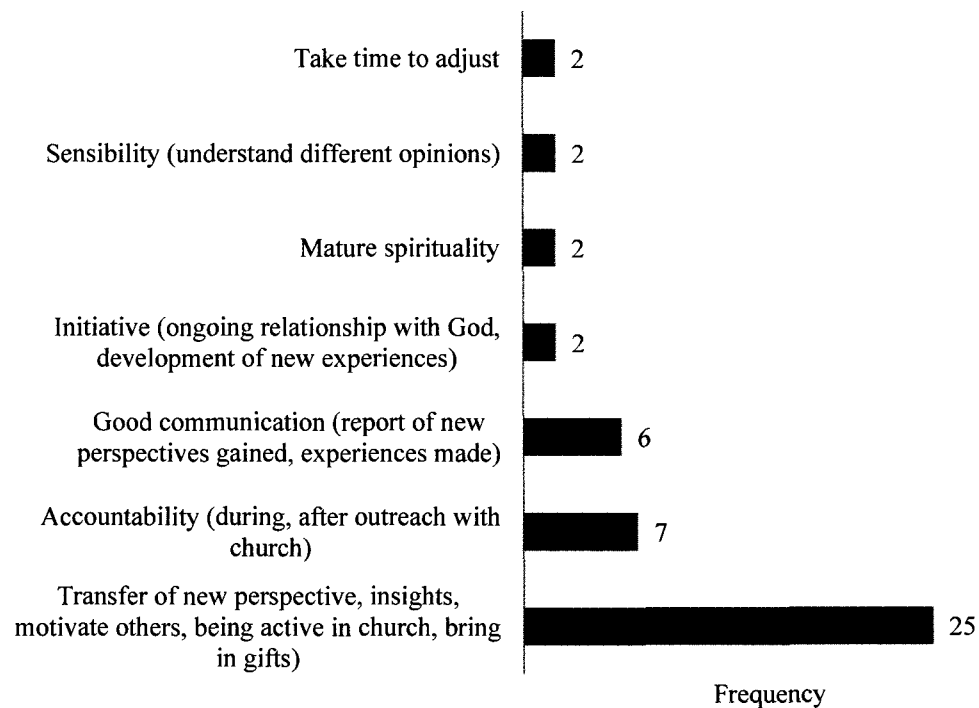 Take time to adjust
2
Sensibility (understand different opinions)
2
Mature spirituality
2
Initiative (ongoing relationship with God,
development of new experiences)
2
Good communication (report of new
perspectives gained, experiences made)
6
Accountability (during, after outreach with
church)
7
Transfer of new perspective, insights,
motivate others, being active in church, bring
in gifts)
25
Frequency